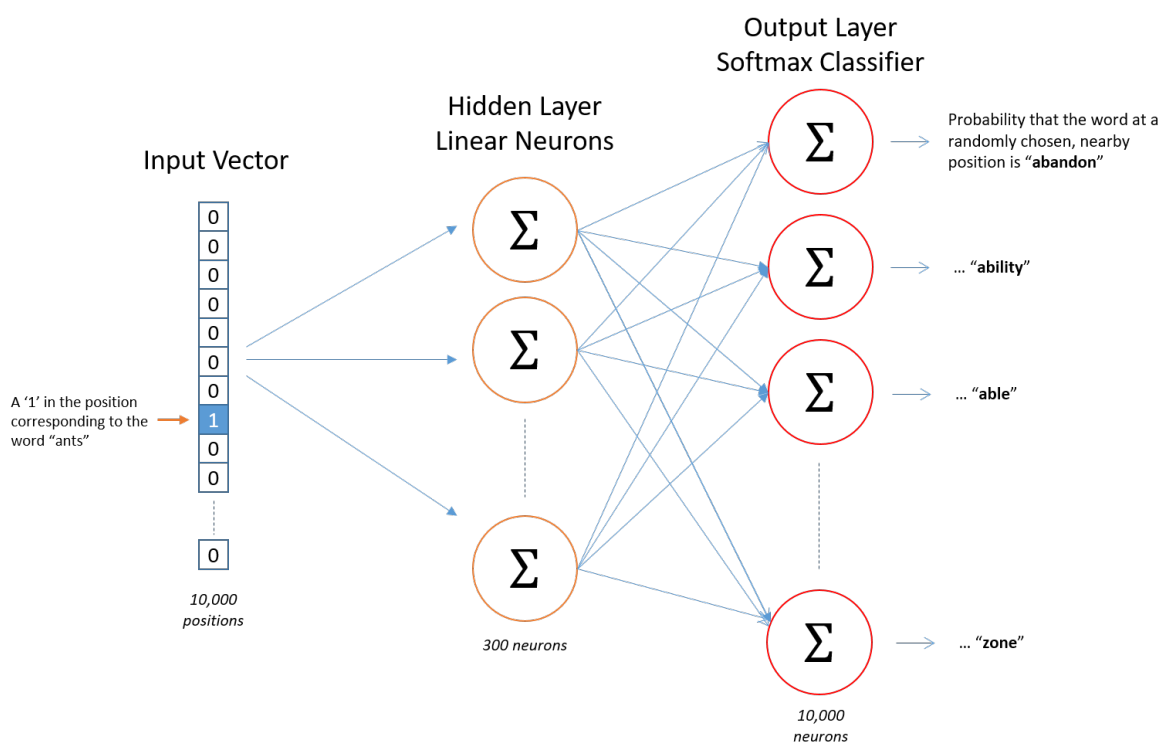 Output Layer
Softmax Classifier
Hidden Layer
Linear Neurons
Input Vector
0
0
0
0
0
0
0
1
0
0
0
A ‘1’ in the position
corresponding to the
word “ants”
10,000
positions
Σ
Σ
Σ
300 neurons
Σ
Probability that the word at a
randomly chosen, nearby
position is “abandon”
Σ
... “ability”
Σ
... “able”
Σ
... “zone”
10,000
neurons